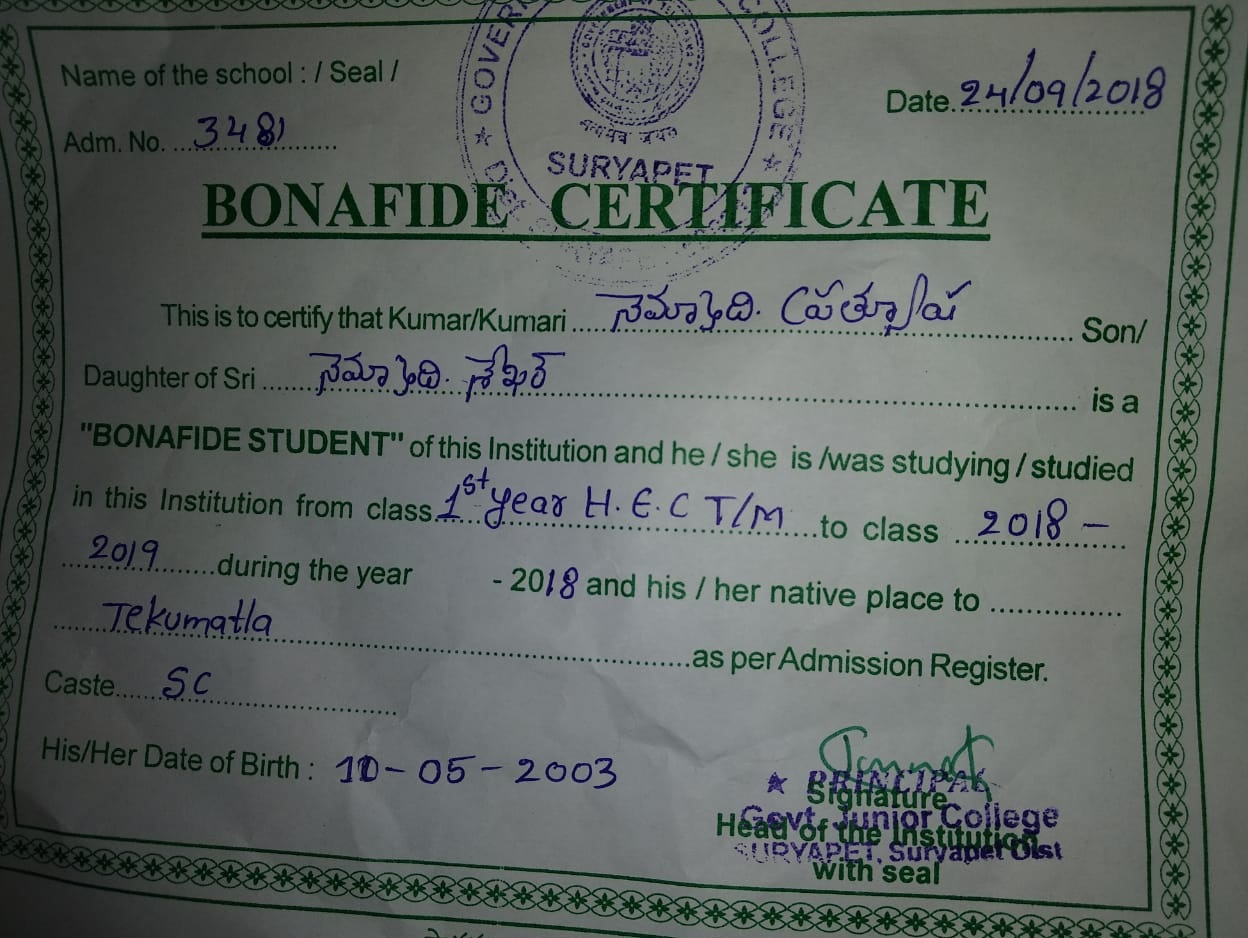 GOVER COLLEGE
SURYAPET
Name of the school : / Seal /
Date. 24/09/2018
Adm. No. 3481
BONAFIDE CERTIFICATE
This is to certify that Kumar/Kumari నెమ్మాది. ప్రత్యూష Son/
Daughter of Sri నెమ్మాది. శేఖర్ is a
"BONAFIDE STUDENT" of this Institution and he / she is /was studying / studied
in this Institution from class 1st year H.E.C T/M to class 2018 -
2019 during the year - 2018 and his / her native place to
Tekumatla as per Admission Register.
Caste SC
His/Her Date of Birth : 10-05-2003
PRINCIPAL
Signature
Govt. Junior College
Head of the Institution
SURYAPET, Suryapet Dist
with seal